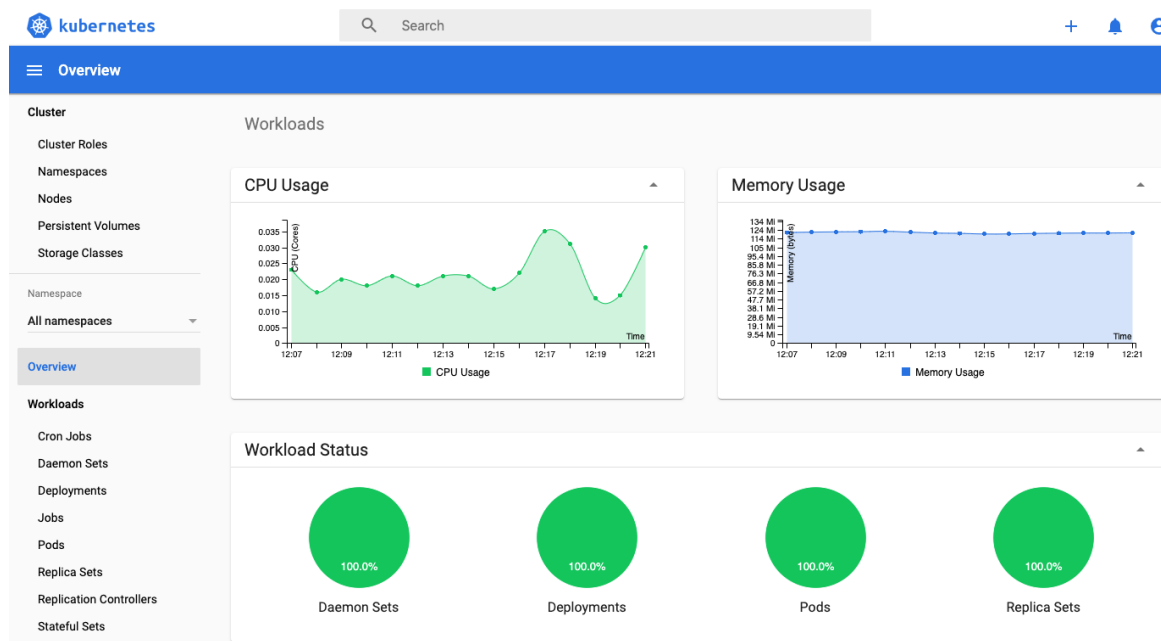 kubernetes
Search
Overview
Cluster
Cluster Roles
Namespaces
Nodes
Persistent Volumes
Storage Classes
Namespace
All namespaces
Overview
Workloads
Cron Jobs
Daemon Sets
Deployments
Jobs
Pods
Replica Sets
Replication Controllers
Stateful Sets
Workloads
CPU Usage
CPU (Cores)
0.035
0.030
0.025
0.020
0.015
0.010
0.005
0
Time
12:07 12:09 12:11 12:13 12:15 12:17 12:19 12:21
CPU Usage
Memory Usage
Memory (bytes)
134 Mi
124 Mi
114 Mi
105 Mi
95.4 Mi
85.8 Mi
76.3 Mi
66.8 Mi
57.2 Mi
47.7 Mi
38.1 Mi
28.6 Mi
19.1 Mi
9.54 Mi
0
Time
12:07 12:09 12:11 12:13 12:15 12:17 12:19 12:21
Memory Usage
Workload Status
100.0% 100.0% 100.0% 100.0%
Daemon Sets Deployments Pods Replica Sets